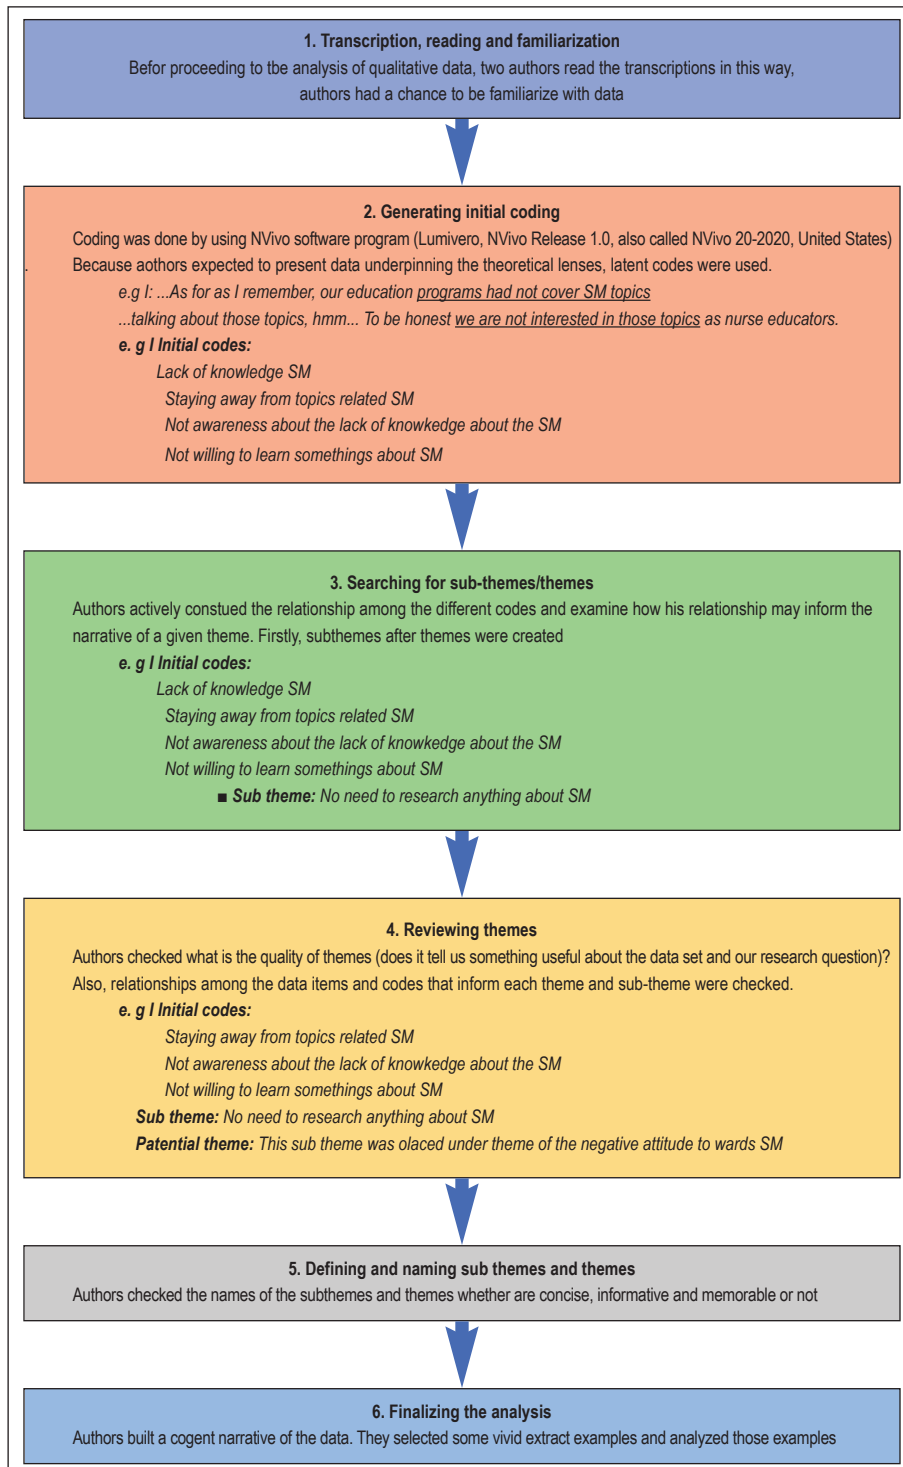 1. Transcription, reading and familiarization
Befor proceeding to tbe analysis of qualitative data, two authors read the transcriptions in this way,
authors had a chance to be familiarize with data
2. Generating initial coding
Coding was done by using NVivo software program (Lumivero, NVivo Release 1.0, also called NVivo 20-2020, United States)
. Because aothors expected to present data underpinning the theoretical lenses, latent codes were used.
e.g I: ...As for as I remember, our education programs had not cover SM topics
...talking about those topics, hmm... To be honest we are not interested in those topics as nurse educators.
e. g I Initial codes:
Lack of knowledge SM
Staying away from topics related SM
Not awareness about the lack of knowkedge about the SM
Not willing to learn somethings about SM
3. Searching for sub-themes/themes
Authors actively constued the relationship among the different codes and examine how his relationship may inform the
narrative of a given theme. Firstly, subthemes after themes were created
e. g I Initial codes:
Lack of knowledge SM
Staying away from topics related SM
Not awareness about the lack of knowkedge about the SM
Not willing to learn somethings about SM
■ Sub theme: No need to research anything about SM
4. Reviewing themes
Authors checked what is the quality of themes (does it tell us something useful about the data set and our research question)?
Also, relationships among the data items and codes that inform each theme and sub-theme were checked.
e. g I Initial codes:
Staying away from topics related SM
Not awareness about the lack of knowkedge about the SM
Not willing to learn somethings about SM
Sub theme: No need to research anything about SM
Patential theme: This sub theme was olaced under theme of the negative attitude to wards SM
5. Defining and naming sub themes and themes
Authors checked the names of the subthemes and themes whether are concise, informative and memorable or not
6. Finalizing the analysis
Authors built a cogent narrative of the data. They selected some vivid extract examples and analyzed those examples